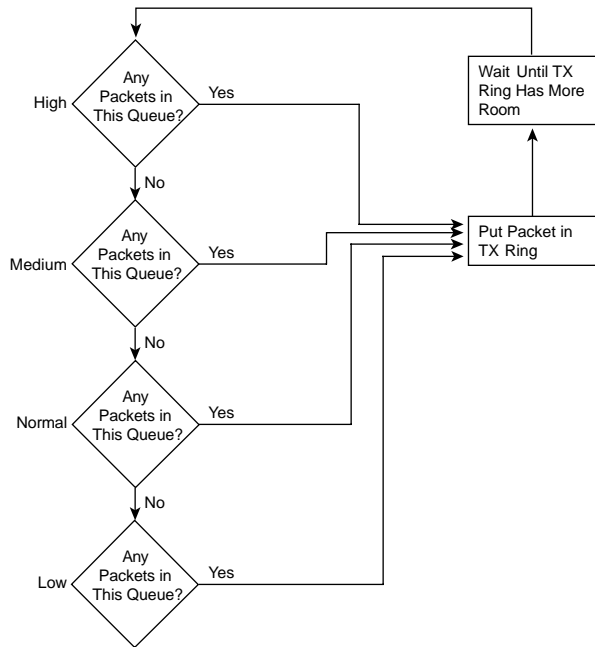 Any
Packets in
This Queue?
High
Yes
No
Wait Until TX
Ring Has More
Room
Any
Packets in
This Queue?
Medium
Yes
No
Put Packet in
TX Ring
Any
Packets in
This Queue?
Normal
Yes
No
Any
Packets in
This Queue?
Low
Yes